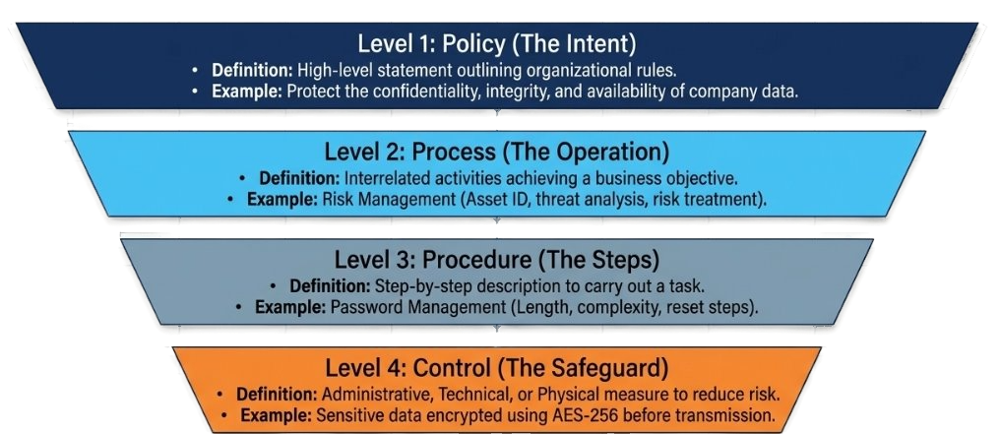 Level 1: Policy (The Intent)
• Definition: High-level statement outlining organizational rules.
• Example: Protect the confidentiality, integrity, and availability of company data.
Level 2: Process (The Operation)
• Definition: Interrelated activities achieving a business objective.
• Example: Risk Management (Asset ID, threat analysis, risk treatment).
Level 3: Procedure (The Steps)
• Definition: Step-by-step description to carry out a task.
• Example: Password Management (Length, complexity, reset steps).
Level 4: Control (The Safeguard)
• Definition: Administrative, Technical, or Physical measure to reduce risk.
• Example: Sensitive data encrypted using AES-256 before transmission.